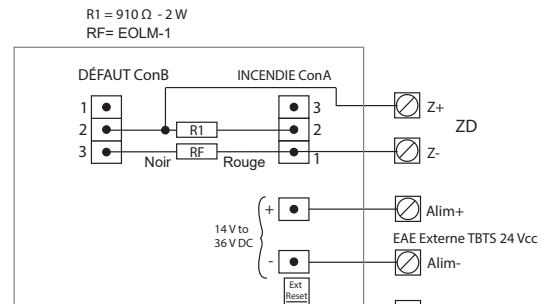 R1 = 910 Ω - 2 W
RF= EOLM-1
DÉFAUT ConB
INCENDIE ConA
1
3
Z+
2
R1
2
ZD
3
Noir
RF
Rouge
1
Z-
+
Alim+
14 V to
36 V DC
EAE Externe TBTS 24 Vcc
-
Alim-
Ext
Reset